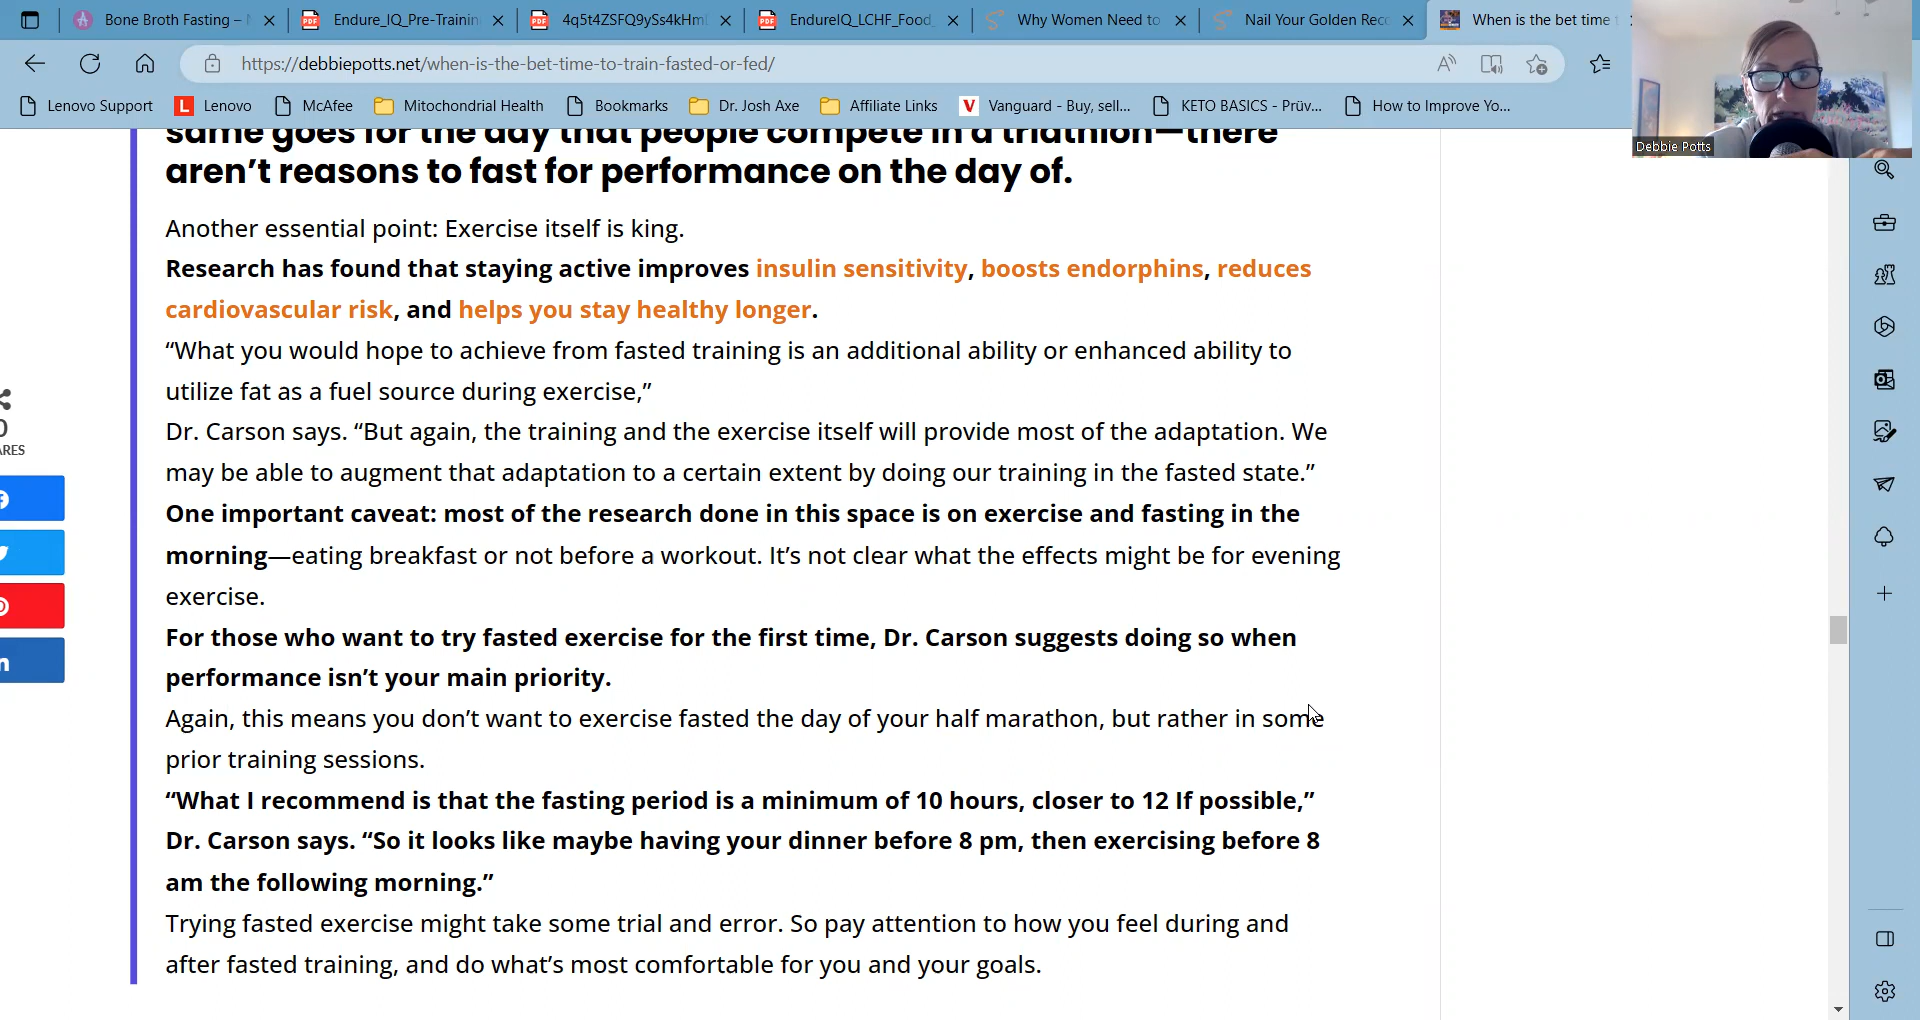 Bone Broth Fasting –
Endure_IQ_Pre-Trainin
4q5t4ZSFQ9ySs4kHm
EndureIQ_LCHF_Food_
Why Women Need to
Nail Your Golden Rec
When is the bet time
https://debbiepotts.net/when-is-the-bet-time-to-train-fasted-or-fed/
Lenovo Support
Lenovo
McAfee
Mitochondrial Health
Bookmarks
Dr. Josh Axe
Affiliate Links
Vanguard - Buy, sell...
KETO BASICS - Prüv...
How to Improve Yo...
Debbie Potts
same goes for the day that people compete in a triathlon—there
aren’t reasons to fast for performance on the day of.
Another essential point: Exercise itself is king.
Research has found that staying active improves insulin sensitivity, boosts endorphins, reduces
cardiovascular risk, and helps you stay healthy longer.
“What you would hope to achieve from fasted training is an additional ability or enhanced ability to
utilize fat as a fuel source during exercise,”
Dr. Carson says. “But again, the training and the exercise itself will provide most of the adaptation. We
may be able to augment that adaptation to a certain extent by doing our training in the fasted state.”
One important caveat: most of the research done in this space is on exercise and fasting in the
morning—eating breakfast or not before a workout. It’s not clear what the effects might be for evening
exercise.
For those who want to try fasted exercise for the first time, Dr. Carson suggests doing so when
performance isn’t your main priority.
Again, this means you don’t want to exercise fasted the day of your half marathon, but rather in some
prior training sessions.
“What I recommend is that the fasting period is a minimum of 10 hours, closer to 12 If possible,”
Dr. Carson says. “So it looks like maybe having your dinner before 8 pm, then exercising before 8
am the following morning.”
Trying fasted exercise might take some trial and error. So pay attention to how you feel during and
after fasted training, and do what’s most comfortable for you and your goals.
0
ARES